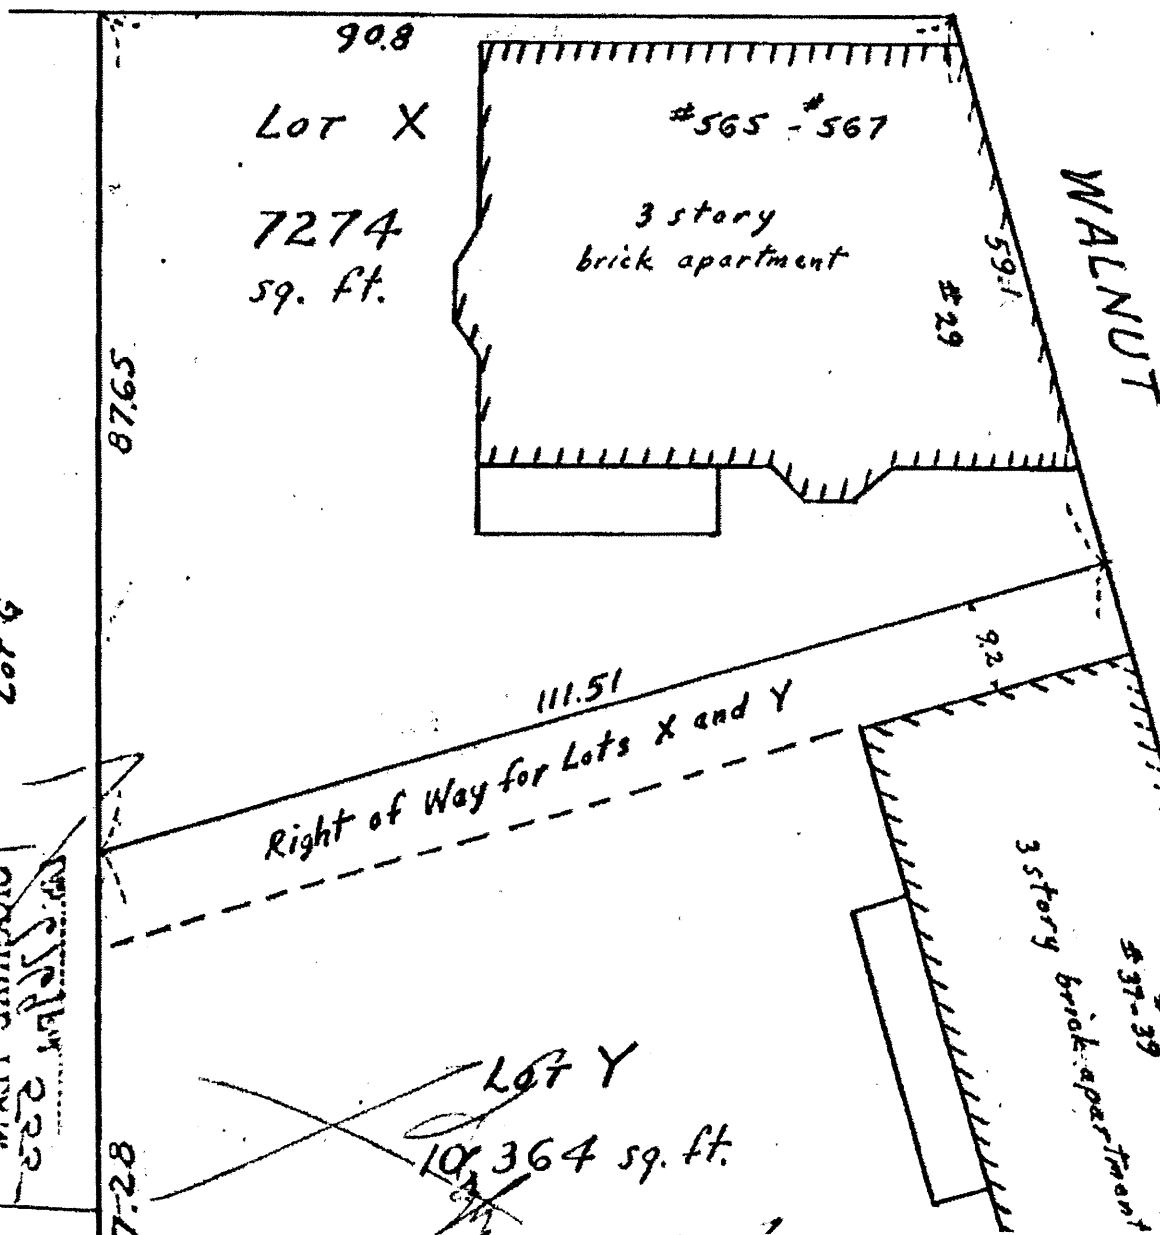 90.8
LOT X
#565 - #567
7274
sq. ft.
3 story
brick apartment
WALNUT
59.1
#29
87.65
9.2
111.51
Right of Way for Lots X and Y
3 story brick apartment
#37-39
LOT Y
10,364 sq. ft.
7.28